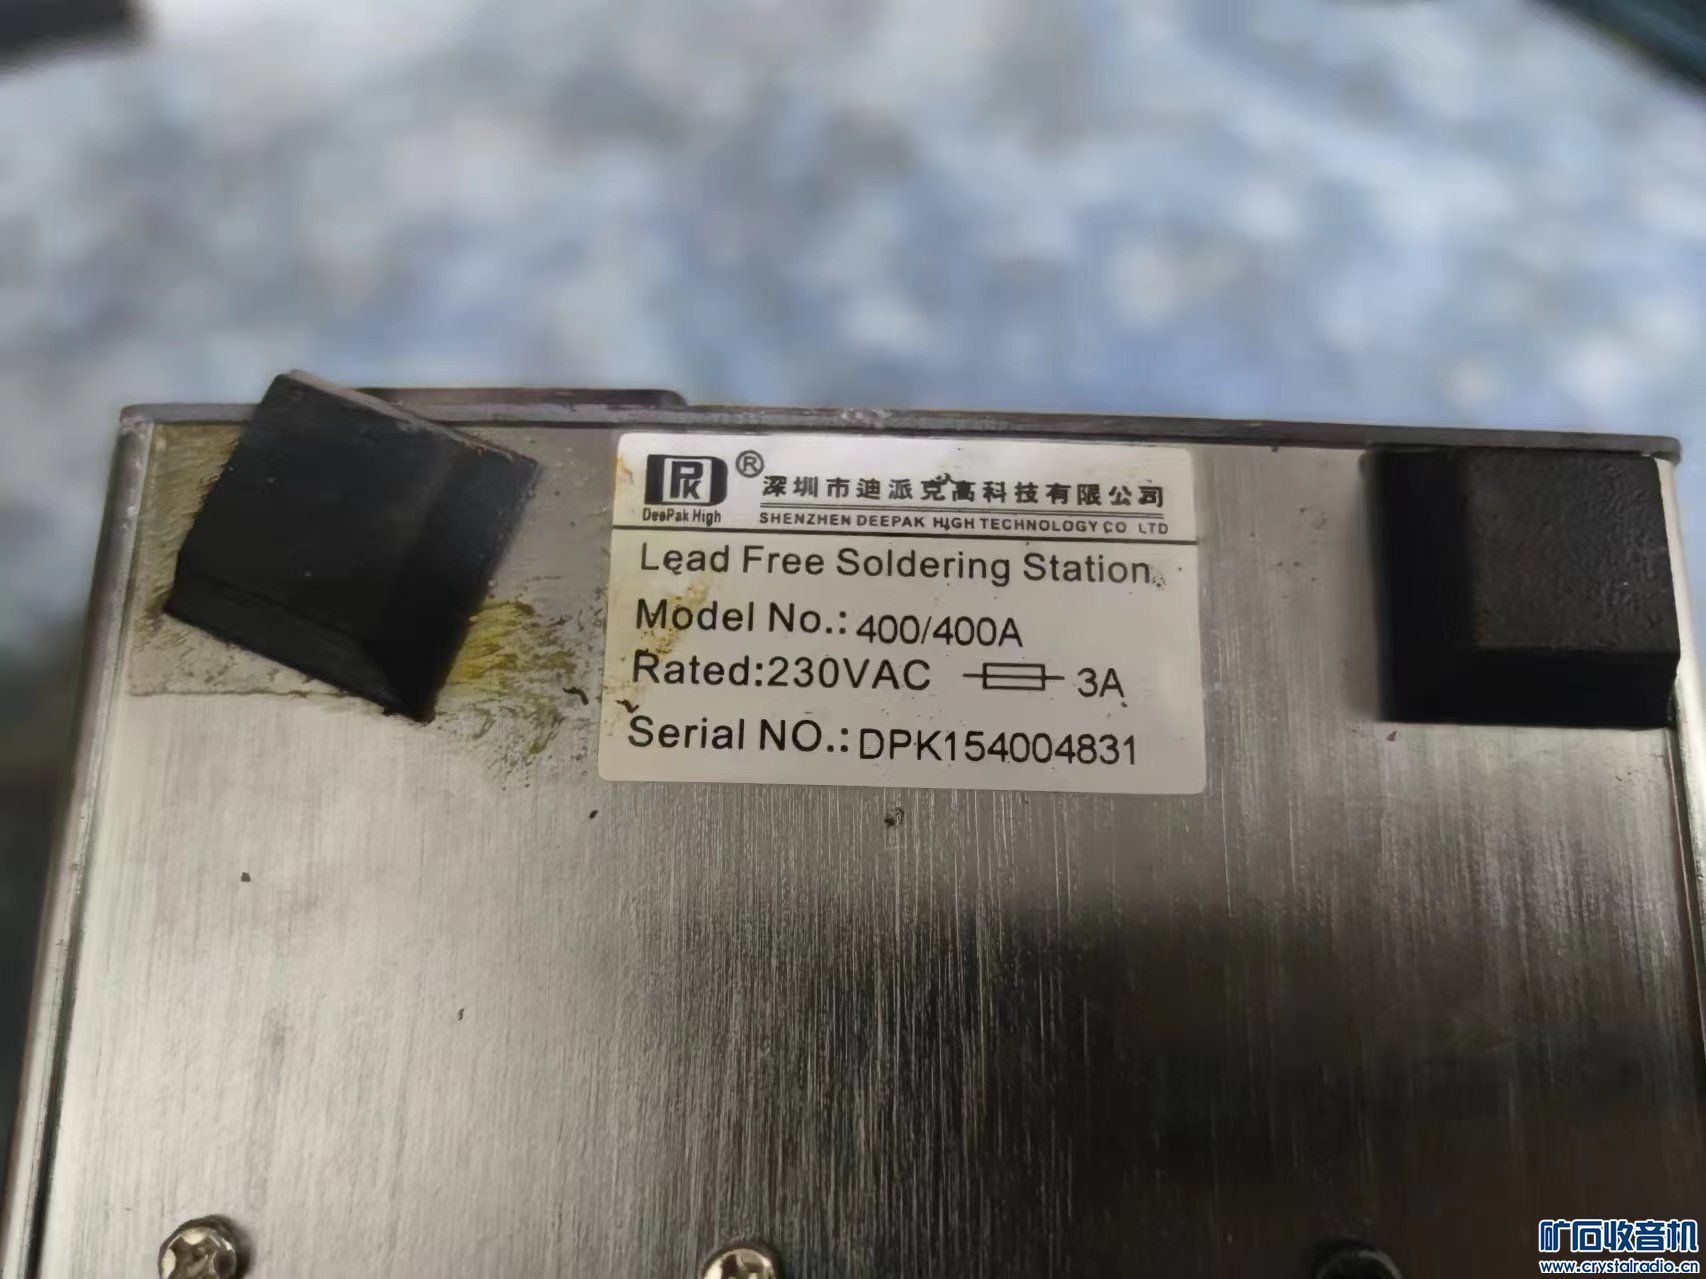 DPK ®
DeePak High
深圳市迪派克高科技有限公司
SHENZHEN DEEPAK HIGH TECHNOLOGY CO LTD
Lead Free Soldering Station
Model No.: 400/400A
Rated:230VAC 3A
Serial NO.: DPK154004831
矿石收音机
www.crystalradio.cn